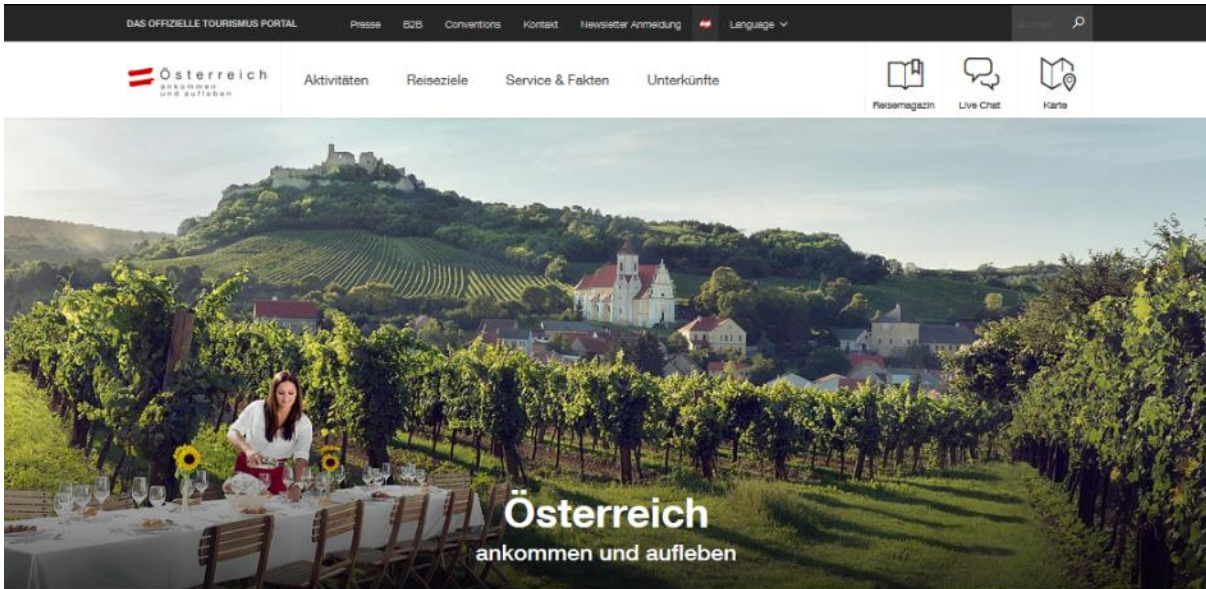 DAS OFFIZIELLE TOURISMUS PORTAL
Presse
B2B
Conventions
Kontakt
Newsletter Anmeldung
Language
suchen
Österreich
ankommen
und aufleben
Aktivitäten
Reiseziele
Service & Fakten
Unterkünfte
Reisemagazin
Live Chat
Karte
Österreich
ankommen und aufleben